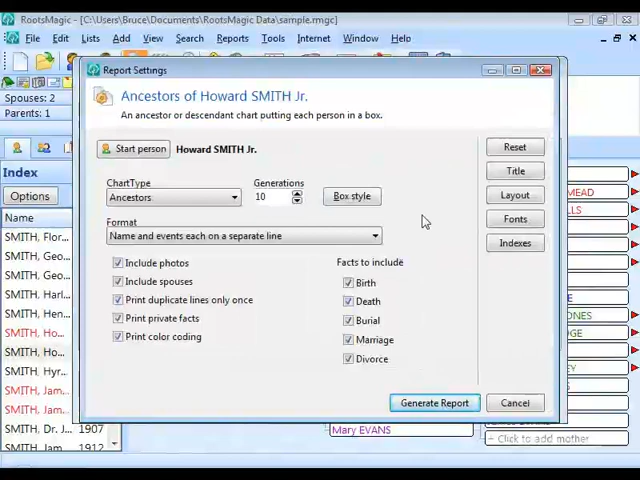 RootsMagic - [C:\Users\Bruce\Documents\RootsMagic Data\sample.rmgc]
File Edit Lists Add View Search Reports Tools Internet Window Help
Report Settings
Spouses: 2
Parents: 1
Ancestors of Howard SMITH Jr.
An ancestor or descendant chart putting each person in a box.
Start person Howard SMITH Jr.
Reset
Title
Layout
Fonts
Indexes
Index
Options
Name
ChartType
Ancestors
Generations
10
Box style
Format
Name and events each on a separate line
Include photos
Include spouses
Print duplicate lines only once
Print private facts
Print color coding
Facts to include
Birth
Death
Burial
Marriage
Divorce
Generate Report Cancel
SMITH, Flor...
SMITH, Geo...
SMITH, Geo...
SMITH, Har...
SMITH, Hen...
SMITH, Ho...
SMITH, Ho...
SMITH, Hyr...
SMITH, Jam...
SMITH, Jam...
SMITH, Dr. J... 1907
SMITH, Jam 1912
Mary EVANS
+ Click to add mother